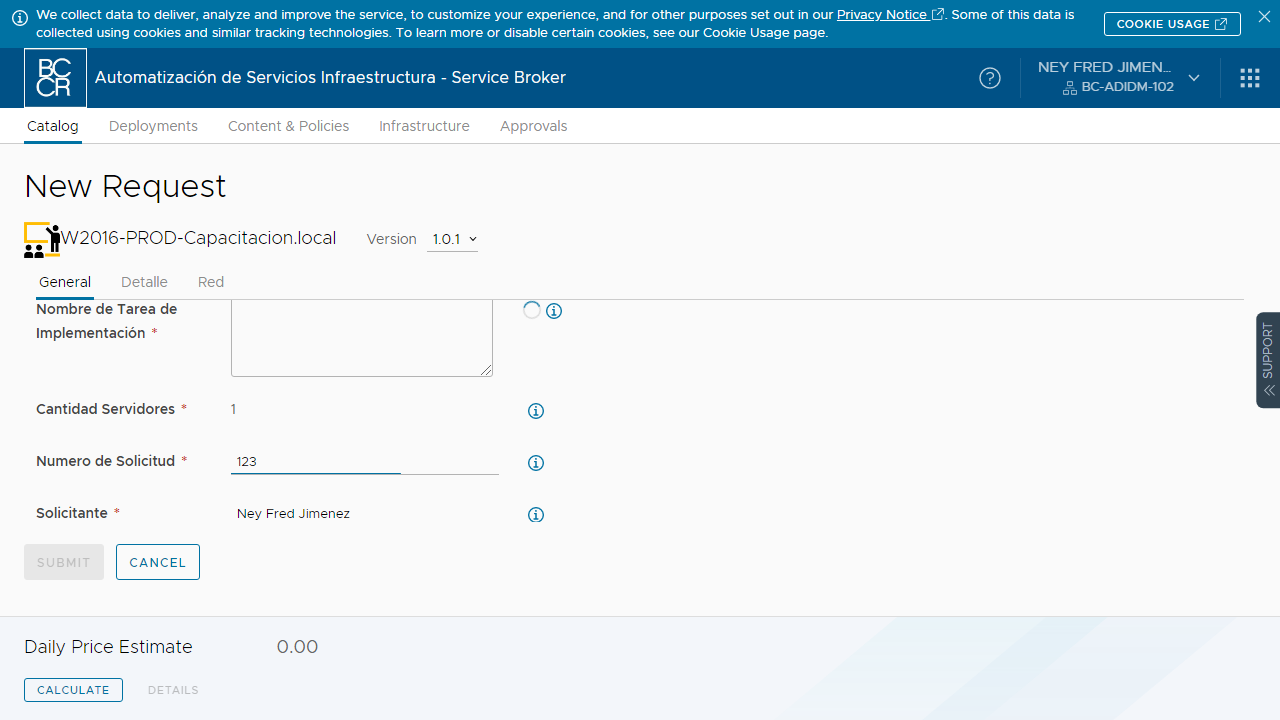 We collect data to deliver, analyze and improve the service, to customize your experience, and for other purposes set out in our Privacy Notice. Some of this data is
collected using cookies and similar tracking technologies. To learn more or disable certain cookies, see our Cookie Usage page.
COOKIE USAGE
BC
CR
Automatización de Servicios Infraestructura - Service Broker
NEY FRED JIMEN...
BC-ADIDM-102
Catalog Deployments Content & Policies Infrastructure Approvals
New Request
W2016-PROD-Capacitacion.local Version 1.0.1
General Detalle Red
Nombre de Tarea de
Implementación *
Cantidad Servidores * 1
Numero de Solicitud * 123
Solicitante * Ney Fred Jimenez
SUBMIT CANCEL
SUPPORT
Daily Price Estimate 0.00
CALCULATE DETAILS